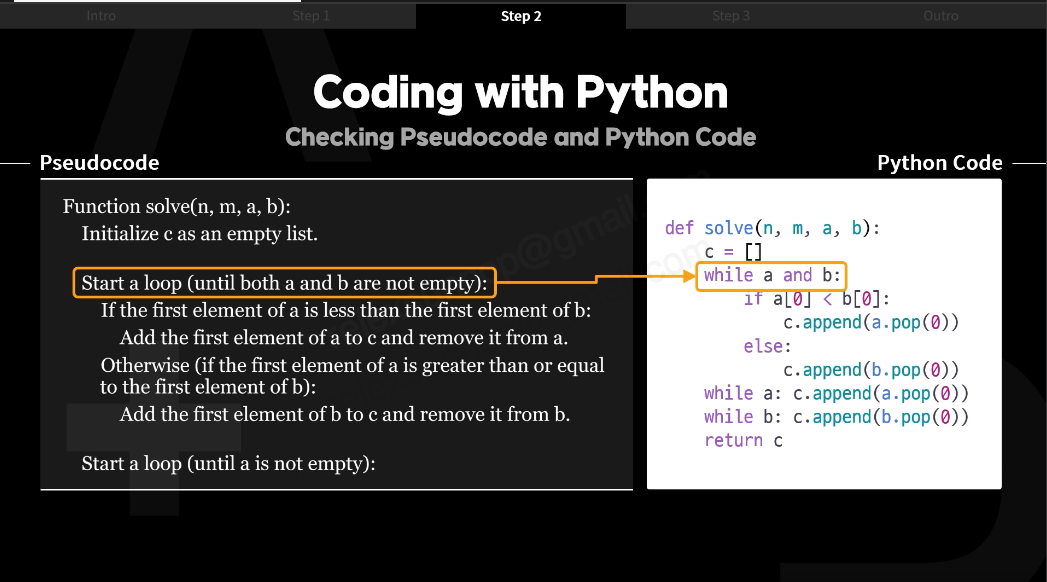 Intro Step 1 Step 2 Step 3 Outro
Coding with Python
Checking Pseudocode and Python Code
Pseudocode
Function solve(n, m, a, b):
Initialize c as an empty list.
Start a loop (until both a and b are not empty):
If the first element of a is less than the first element of b:
Add the first element of a to c and remove it from a.
Otherwise (if the first element of a is greater than or equal
to the first element of b):
Add the first element of b to c and remove it from b.
Start a loop (until a is not empty):
Python Code
def solve(n, m, a, b):
    c = []
    while a and b:
        if a[0] < b[0]:
            c.append(a.pop(0))
        else:
            c.append(b.pop(0))
    while a: c.append(a.pop(0))
    while b: c.append(b.pop(0))
    return c